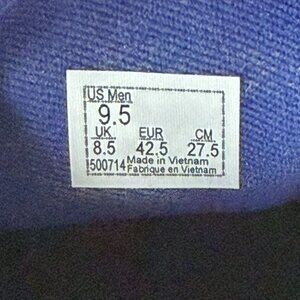 US Men
9.5
UK EUR CM
8.5 42.5 27.5
500714 Made in Vietnam
Fabrique en Vietnam